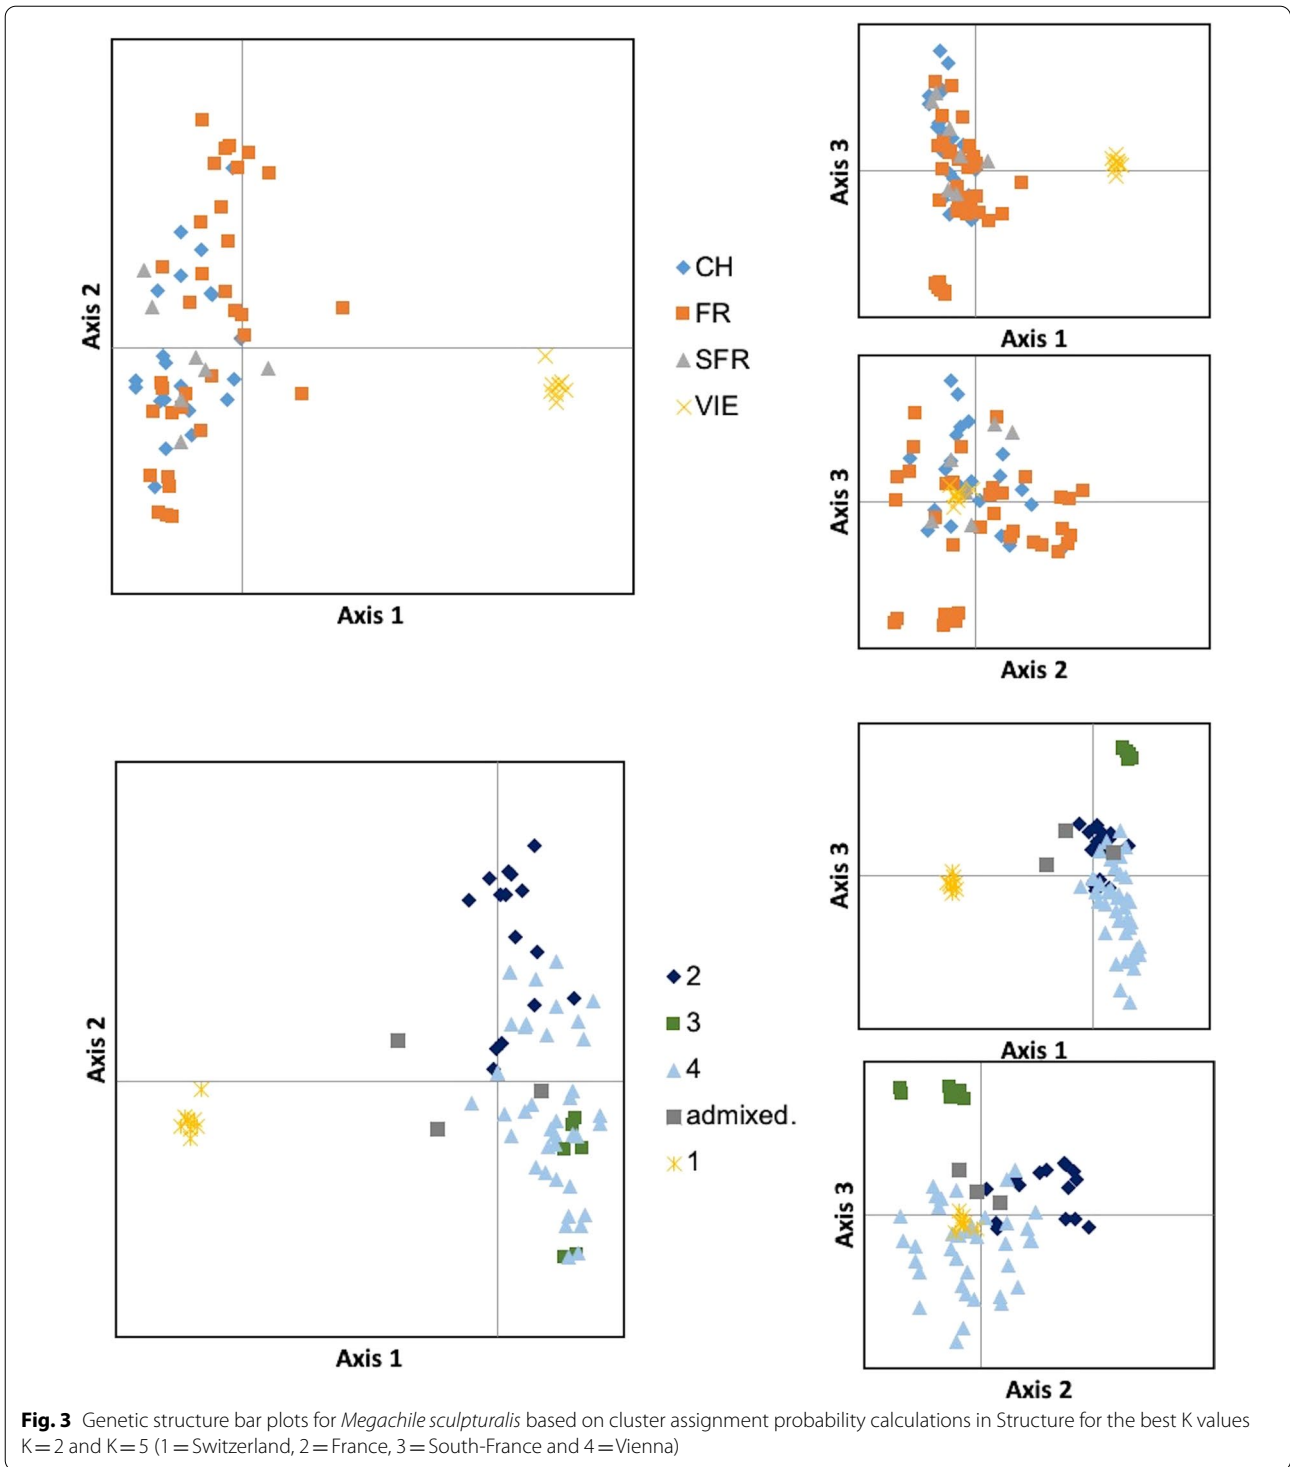 Axis 2
Axis 1
CH
FR
SFR
VIE
Axis 3
Axis 1
Axis 3
Axis 2
Axis 2
Axis 1
2
3
4
admixed.
1
Axis 3
Axis 1
Axis 3
Axis 2
Fig. 3 Genetic structure bar plots for Megachile sculpturalis based on cluster assignment probability calculations in Structure for the best K values
K = 2 and K = 5 (1 = Switzerland, 2 = France, 3 = South-France and 4 = Vienna)